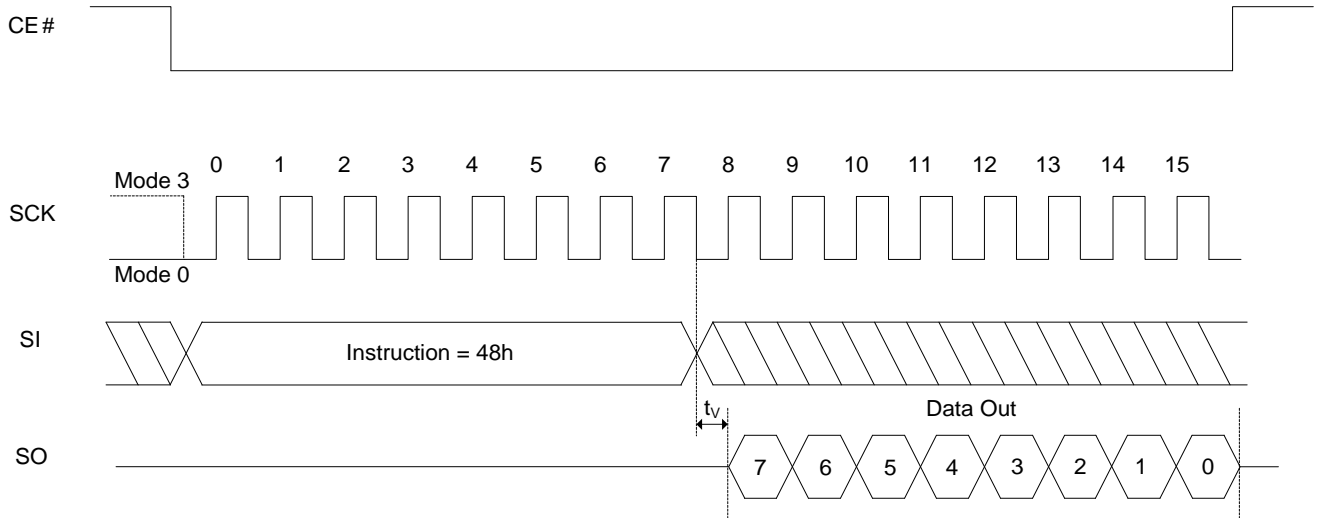 CE#
0 1 2 3 4 5 6 7 8 9 10 11 12 13 14 15
Mode 3
SCK
Mode 0
SI
Instruction = 48h
tV
Data Out
SO
7 6 5 4 3 2 1 0